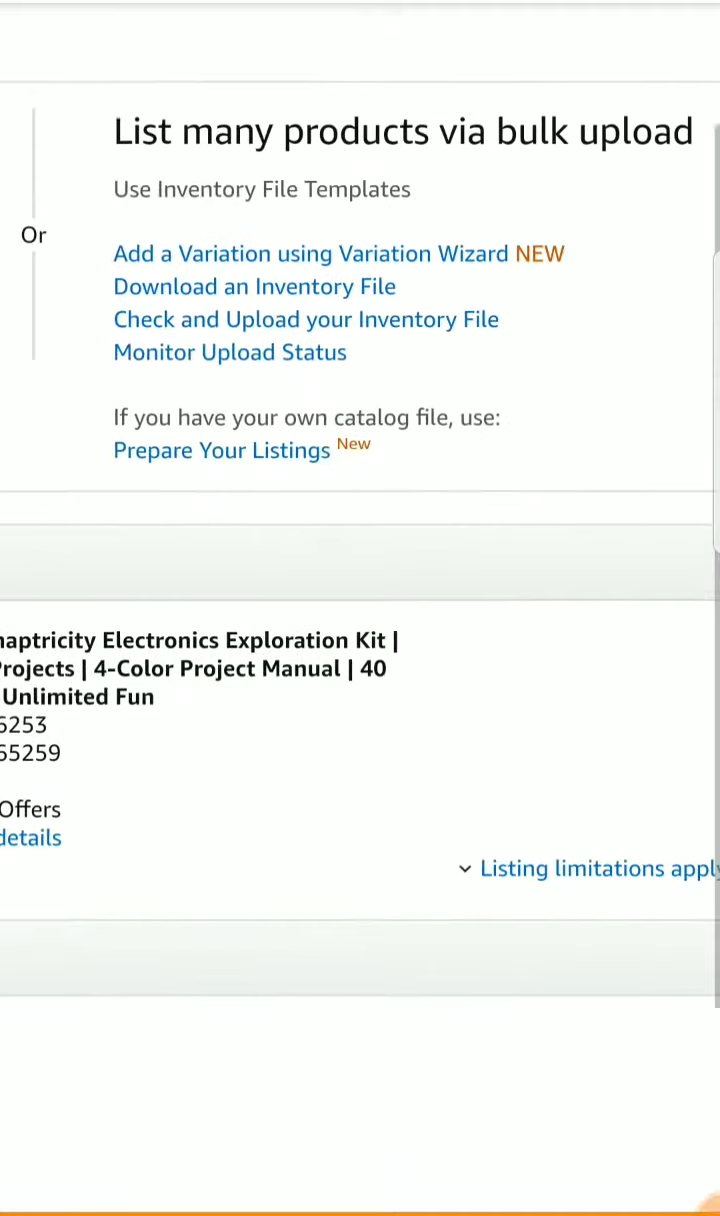 List many products via bulk upload
Use Inventory File Templates
Or
Add a Variation using Variation Wizard NEW
Download an Inventory File
Check and Upload your Inventory File
Monitor Upload Status
If you have your own catalog file, use:
Prepare Your Listings New
naptricity Electronics Exploration Kit |
Projects | 4-Color Project Manual | 40
Unlimited Fun
6253
65259
Offers
details
Listing limitations apply